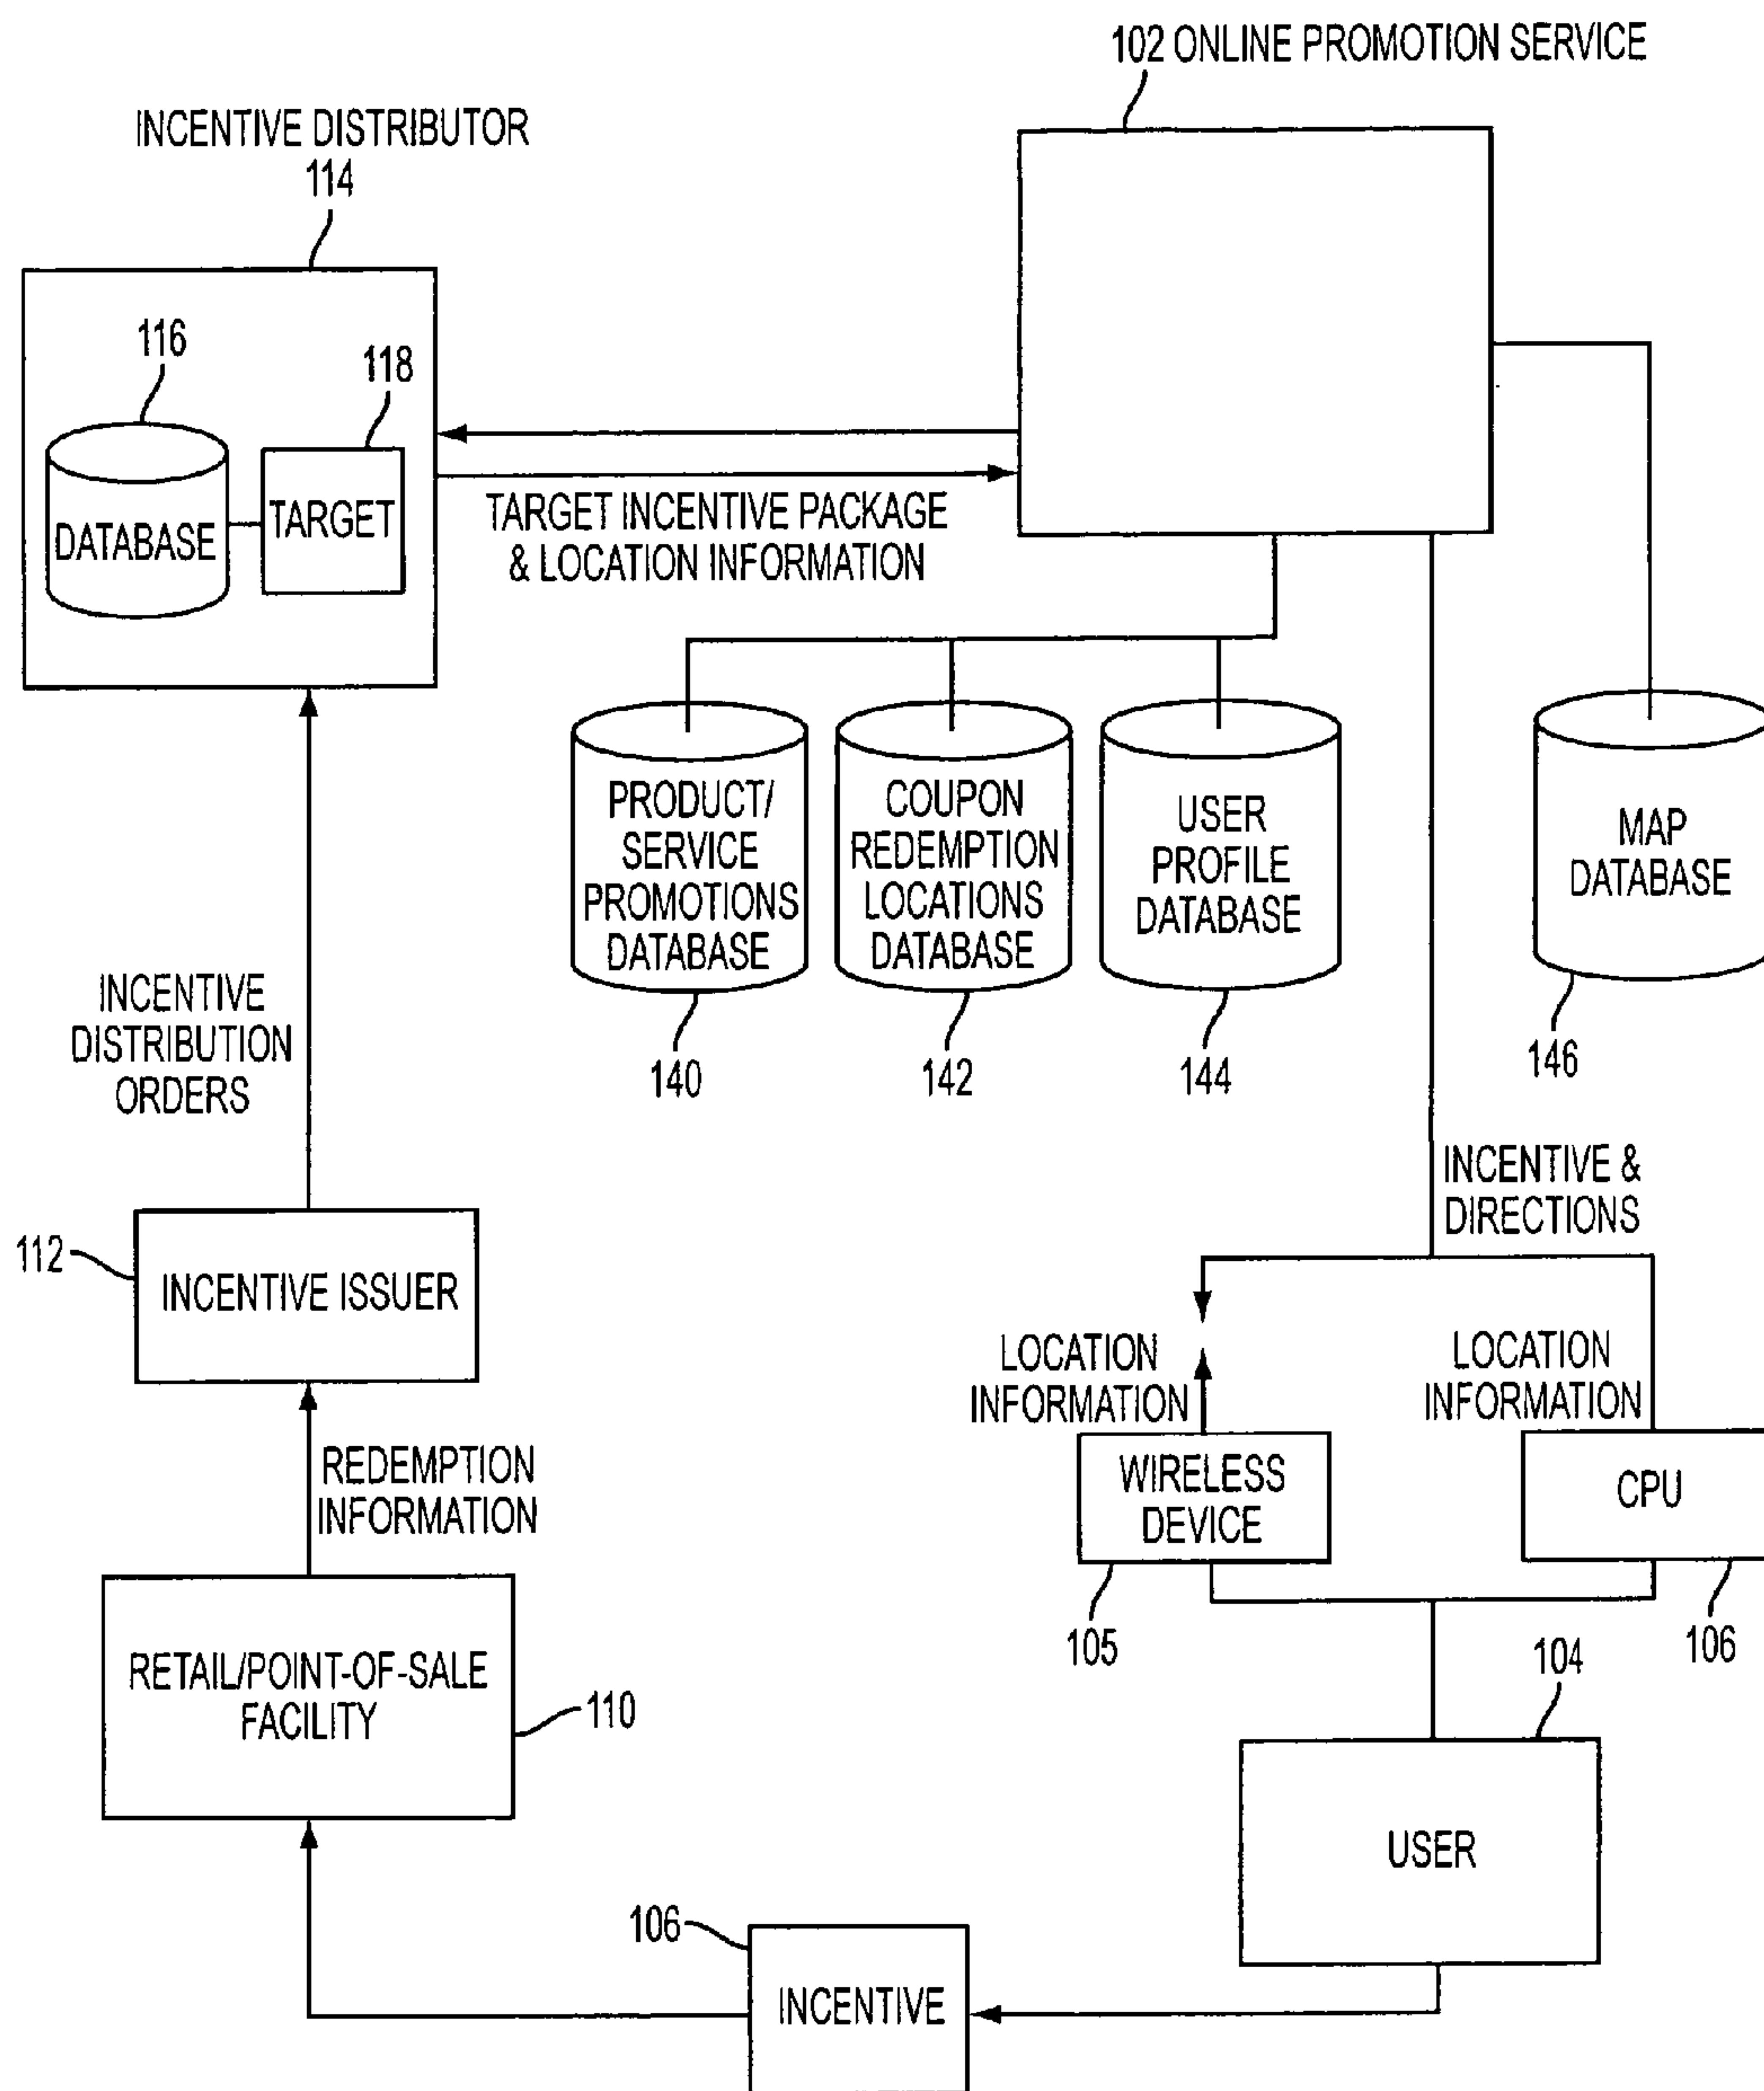 102 ONLINE PROMOTION SERVICE
INCENTIVE DISTRIBUTOR
114
116
118
DATABASE
TARGET
TARGET INCENTIVE PACKAGE
& LOCATION INFORMATION
PRODUCT/
SERVICE
PROMOTIONS
DATABASE
COUPON
REDEMPTION
LOCATIONS
DATABASE
USER
PROFILE
DATABASE
MAP
DATABASE
140
142
144
146
INCENTIVE
DISTRIBUTION
ORDERS
INCENTIVE &
DIRECTIONS
112
INCENTIVE ISSUER
LOCATION
INFORMATION
LOCATION
INFORMATION
WIRELESS
DEVICE
CPU
105
106
REDEMPTION
INFORMATION
RETAIL/POINT-OF-SALE
FACILITY
110
104
USER
106
INCENTIVE